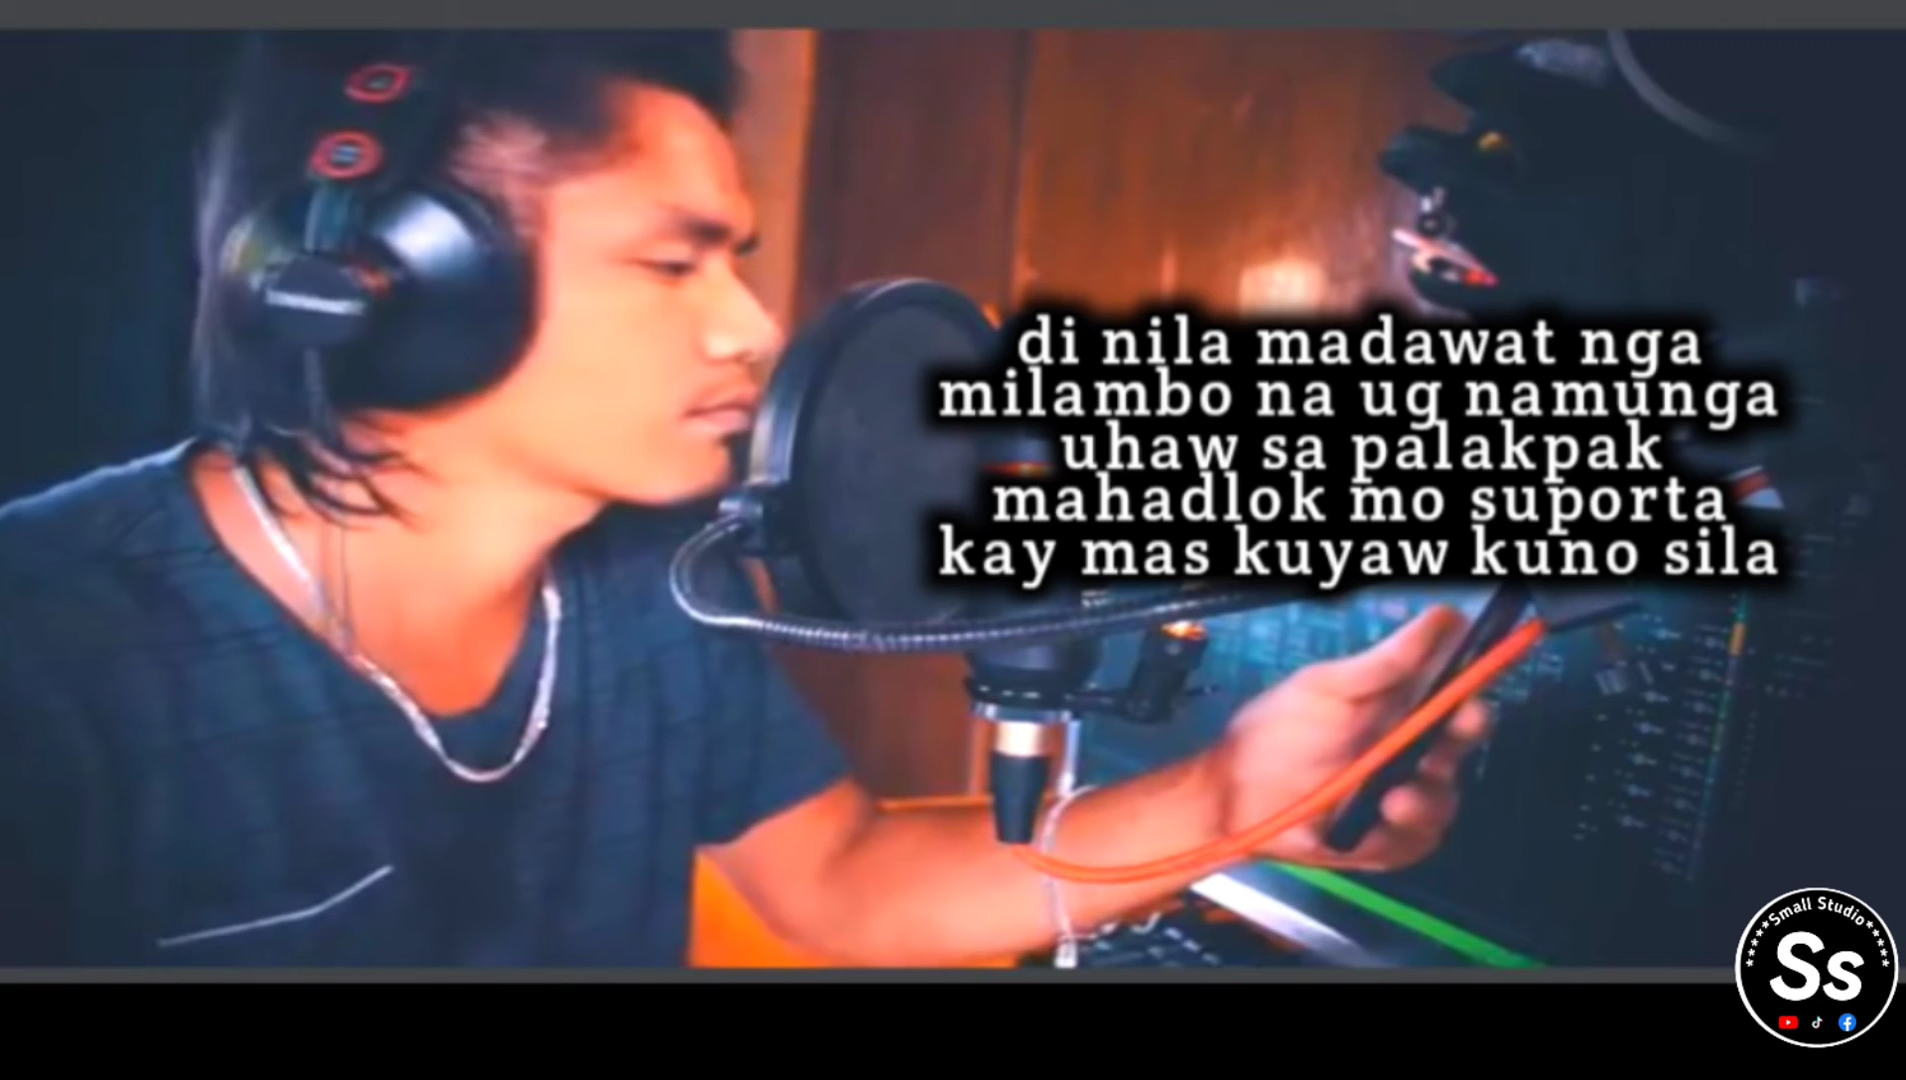 di nila madawat nga
milambo na ug namunga
uhaw sa palakpak
mahadlok mo suporta
kay mas kuyaw kuno sila
Small Studio
Ss